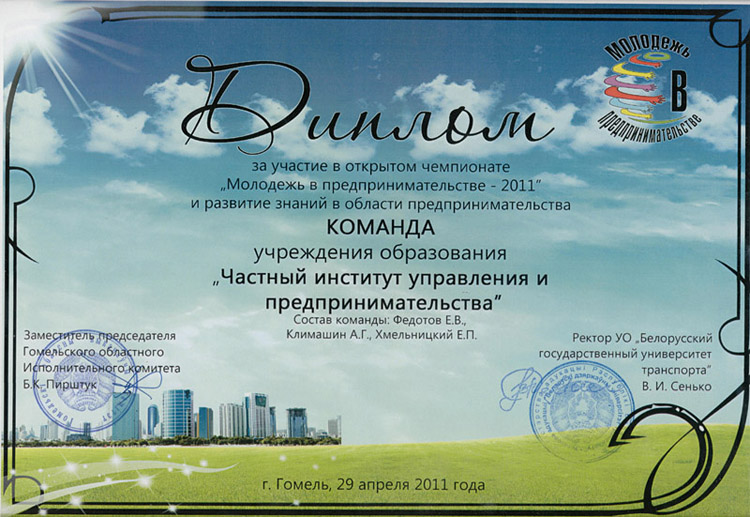 Молодежь
В
предпринимательстве
Диплом
за участие в открытом чемпионате
„Молодежь в предпринимательстве - 2011”
и развитие знаний в области предпринимательства
КОМАНДА
учреждения образования
„Частный институт управления и
предпринимательства”
Состав команды: Федотов Е.В.,
Климашин А.Г., Хмельницкий Е.П.
Заместитель председателя
Гомельского областного
Исполнительного комитета
Б.К. Пирштук
Ректор УО „Белорусский
государственный университет
транспорта”
В. И. Сенько
г. Гомель, 29 апреля 2011 года